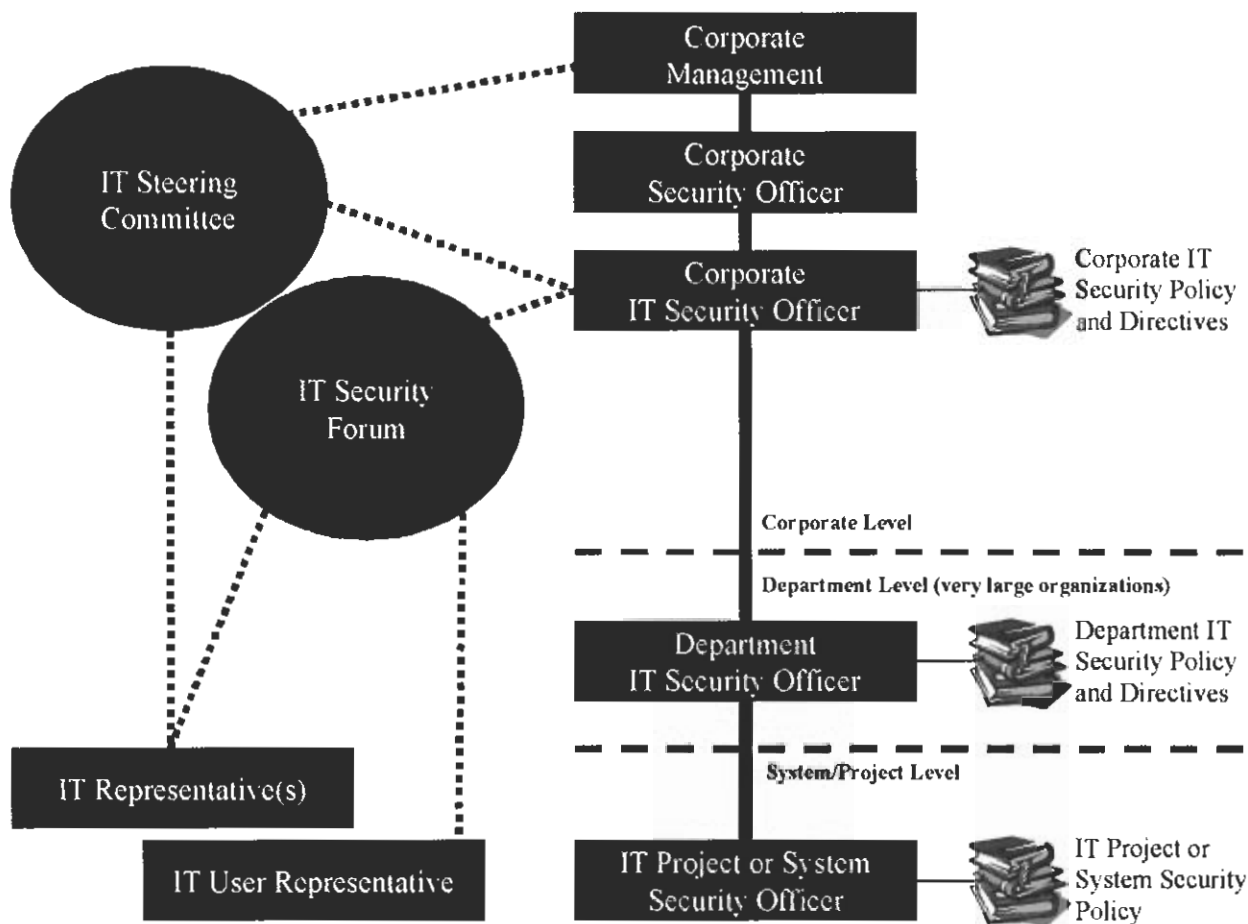 Corporate
Management
Corporate
Security Officer
IT Steering
Committee
Corporate
IT Security Officer
Corporate IT
Security Policy
and Directives
IT Security
Forum
Corporate Level
Department Level (very large organizations)
Department
IT Security Officer
Department IT
Security Policy
and Directives
System/Project Level
IT Representative(s)
IT User Representative
IT Project or System
Security Officer
IT Project or
System Security
Policy